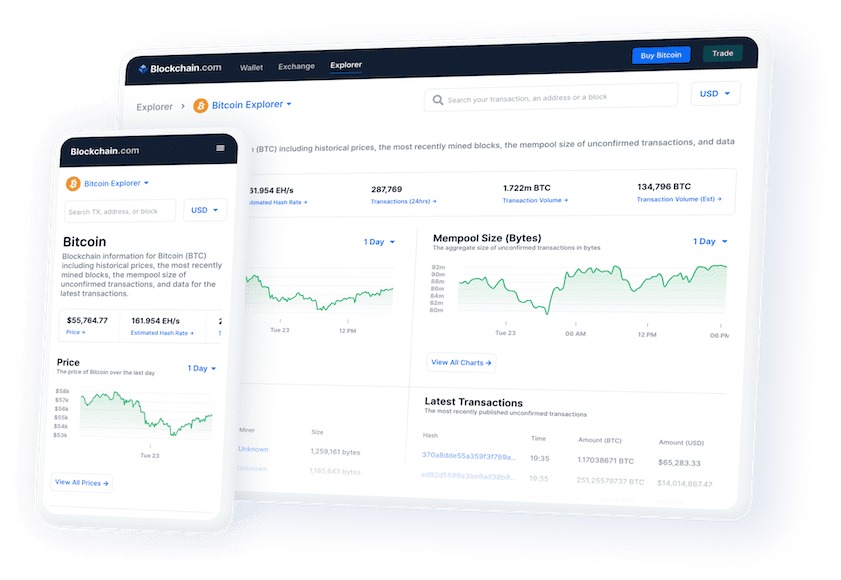 Blockchain.com Wallet Exchange Explorer Buy Bitcoin Trade
Explorer > Bitcoin Explorer
Search your transaction, an address or a block
USD
(BTC) including historical prices, the most recently mined blocks, the mempool size of unconfirmed transactions, and data
61.954 EH/s
Estimated Hash Rate →
287,769
Transactions (24hrs) →
1.722m BTC
Transaction Volume →
134,796 BTC
Transaction Volume (Est) →
1 Day
Tue 23 12 PM
Mempool Size (Bytes)
The aggregate size of unconfirmed transactions in bytes
1 Day
92m
90m
88m
86m
84m
82m
80m
Tue 23 06 AM 12 PM 06 PM
View All Charts →
Miner Size
Unknown 1,259,161 bytes
Unknown 1,185,643 bytes
Latest Transactions
The most recently published unconfirmed transactions
Hash Time Amount (BTC) Amount (USD)
370a8dde55a359f3f789a... 19:35 1.17038671 BTC $65,283.33
19:35 251.25579737 BTC $14,014,867.47
Blockchain.com
Bitcoin Explorer
Search TX, address, or block
USD
Bitcoin
Blockchain information for Bitcoin (BTC)
including historical prices, the most recently
mined blocks, the mempool size of
unconfirmed transactions, and data for the
latest transactions.
$55,764.77
Price →
161.954 EH/s
Estimated Hash Rate →
Price
The price of Bitcoin over the last day
1 Day
$58k
$57k
$56k
$55k
$54k
$53k
Tue 23
View All Prices →